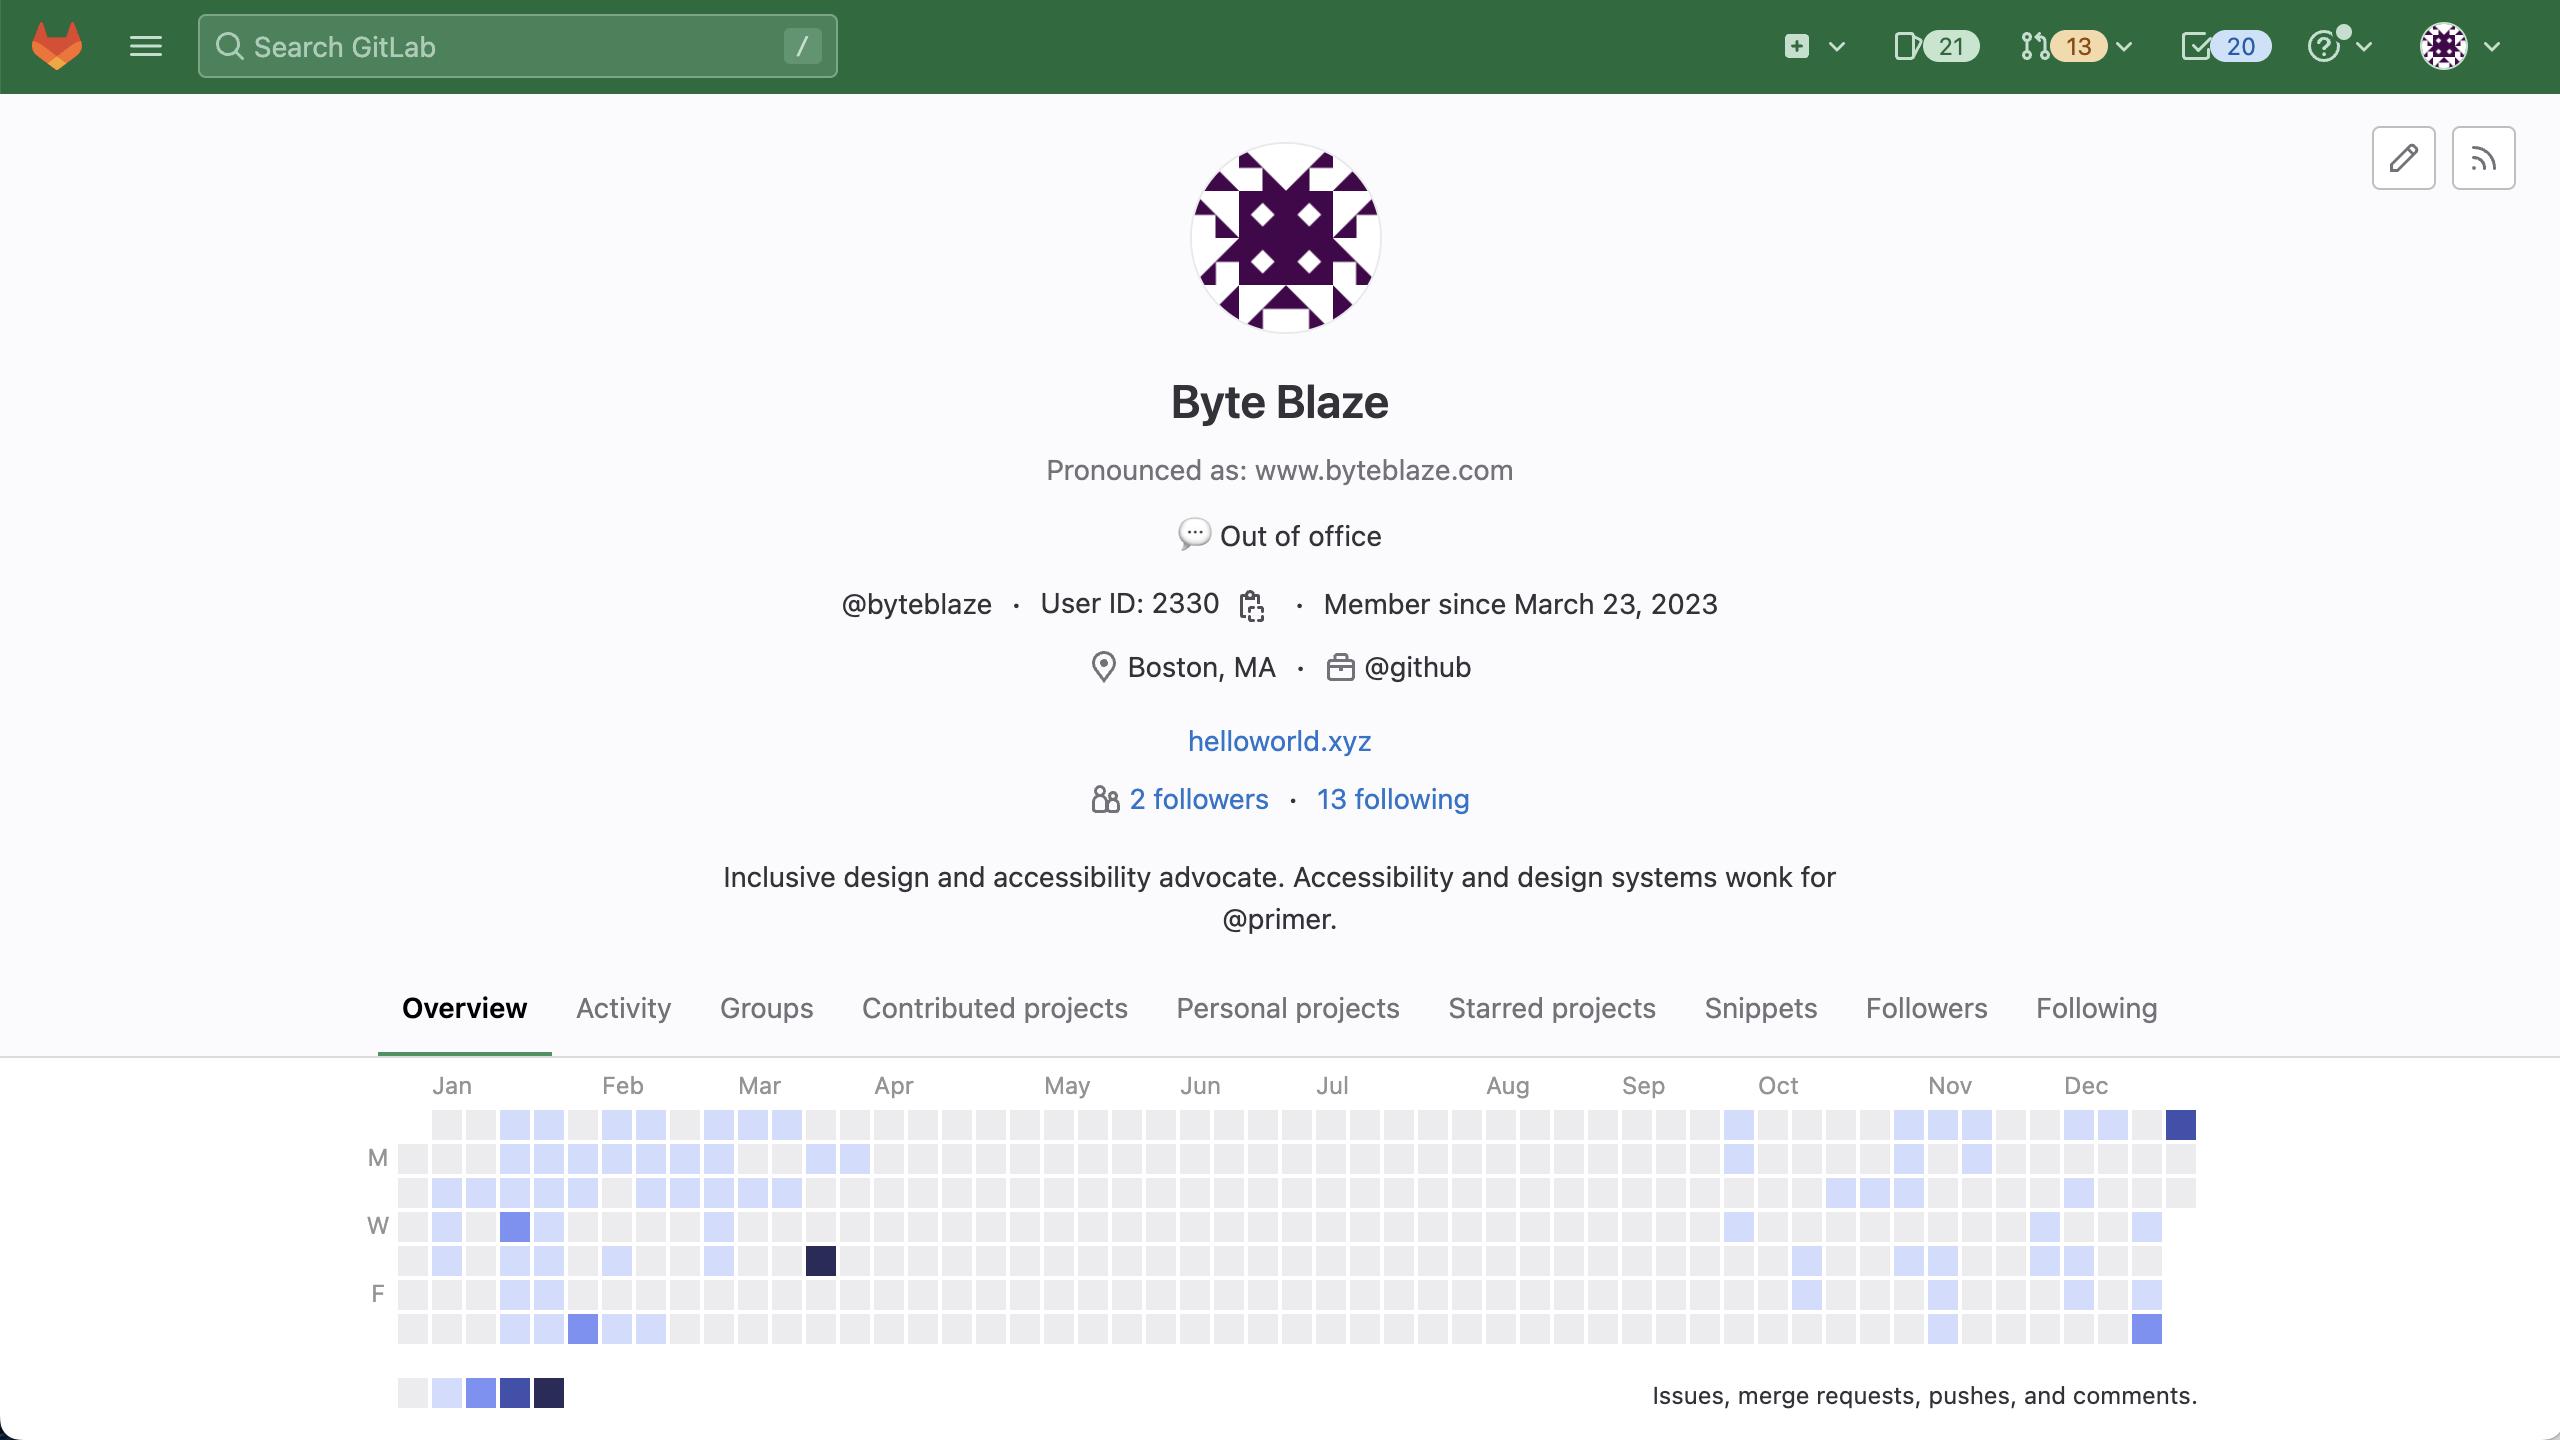 Search GitLab /
21
13
20
Byte Blaze
Pronounced as: www.byteblaze.com
Out of office
@byteblaze · User ID: 2330 · Member since March 23, 2023
Boston, MA · @github
helloworld.xyz
2 followers · 13 following
Inclusive design and accessibility advocate. Accessibility and design systems wonk for
@primer.
Overview Activity Groups Contributed projects Personal projects Starred projects Snippets Followers Following
Jan Feb Mar Apr May Jun Jul Aug Sep Oct Nov Dec
M
W
F
Issues, merge requests, pushes, and comments.